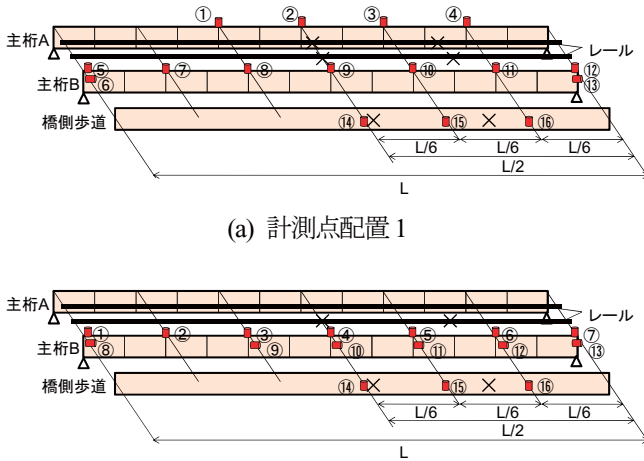 ① ② ③ ④
主桁A
レール
主桁B
⑤ ⑦ ⑧ ⑨ ⑩ ⑪ ⑫
⑥ ⑬
橋側歩道
⑭ ⑮ ⑯
L/6 L/6 L/6
L/2
L
(a) 計測点配置1
主桁A
レール
主桁B
① ② ③ ④ ⑤ ⑥ ⑦
⑧ ⑨ ⑩ ⑪ ⑫ ⑬
橋側歩道
⑭ ⑮ ⑯
L/6 L/6 L/6
L/2
L